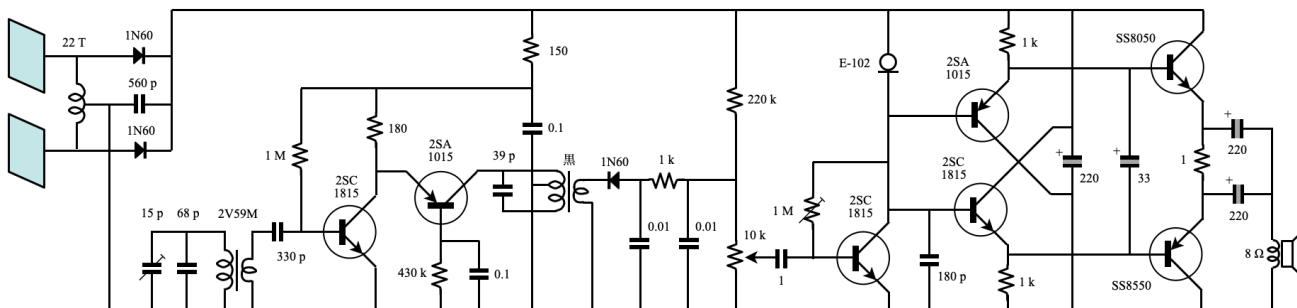 22 T
1N60
560 p
1N60
15 p
68 p
2V59M
330 p
1 M
2SC
1815
180
2SA
1015
430 k
0.1
39 p
150
0.1
黒
1N60
1 k
0.01
0.01
220 k
10 k
1
1 M
2SC
1815
E-102
2SA
1015
2SC
1815
180 p
1 k
1 k
+
220
+
33
SS8050
SS8550
1
+
220
+
220
8 Ω